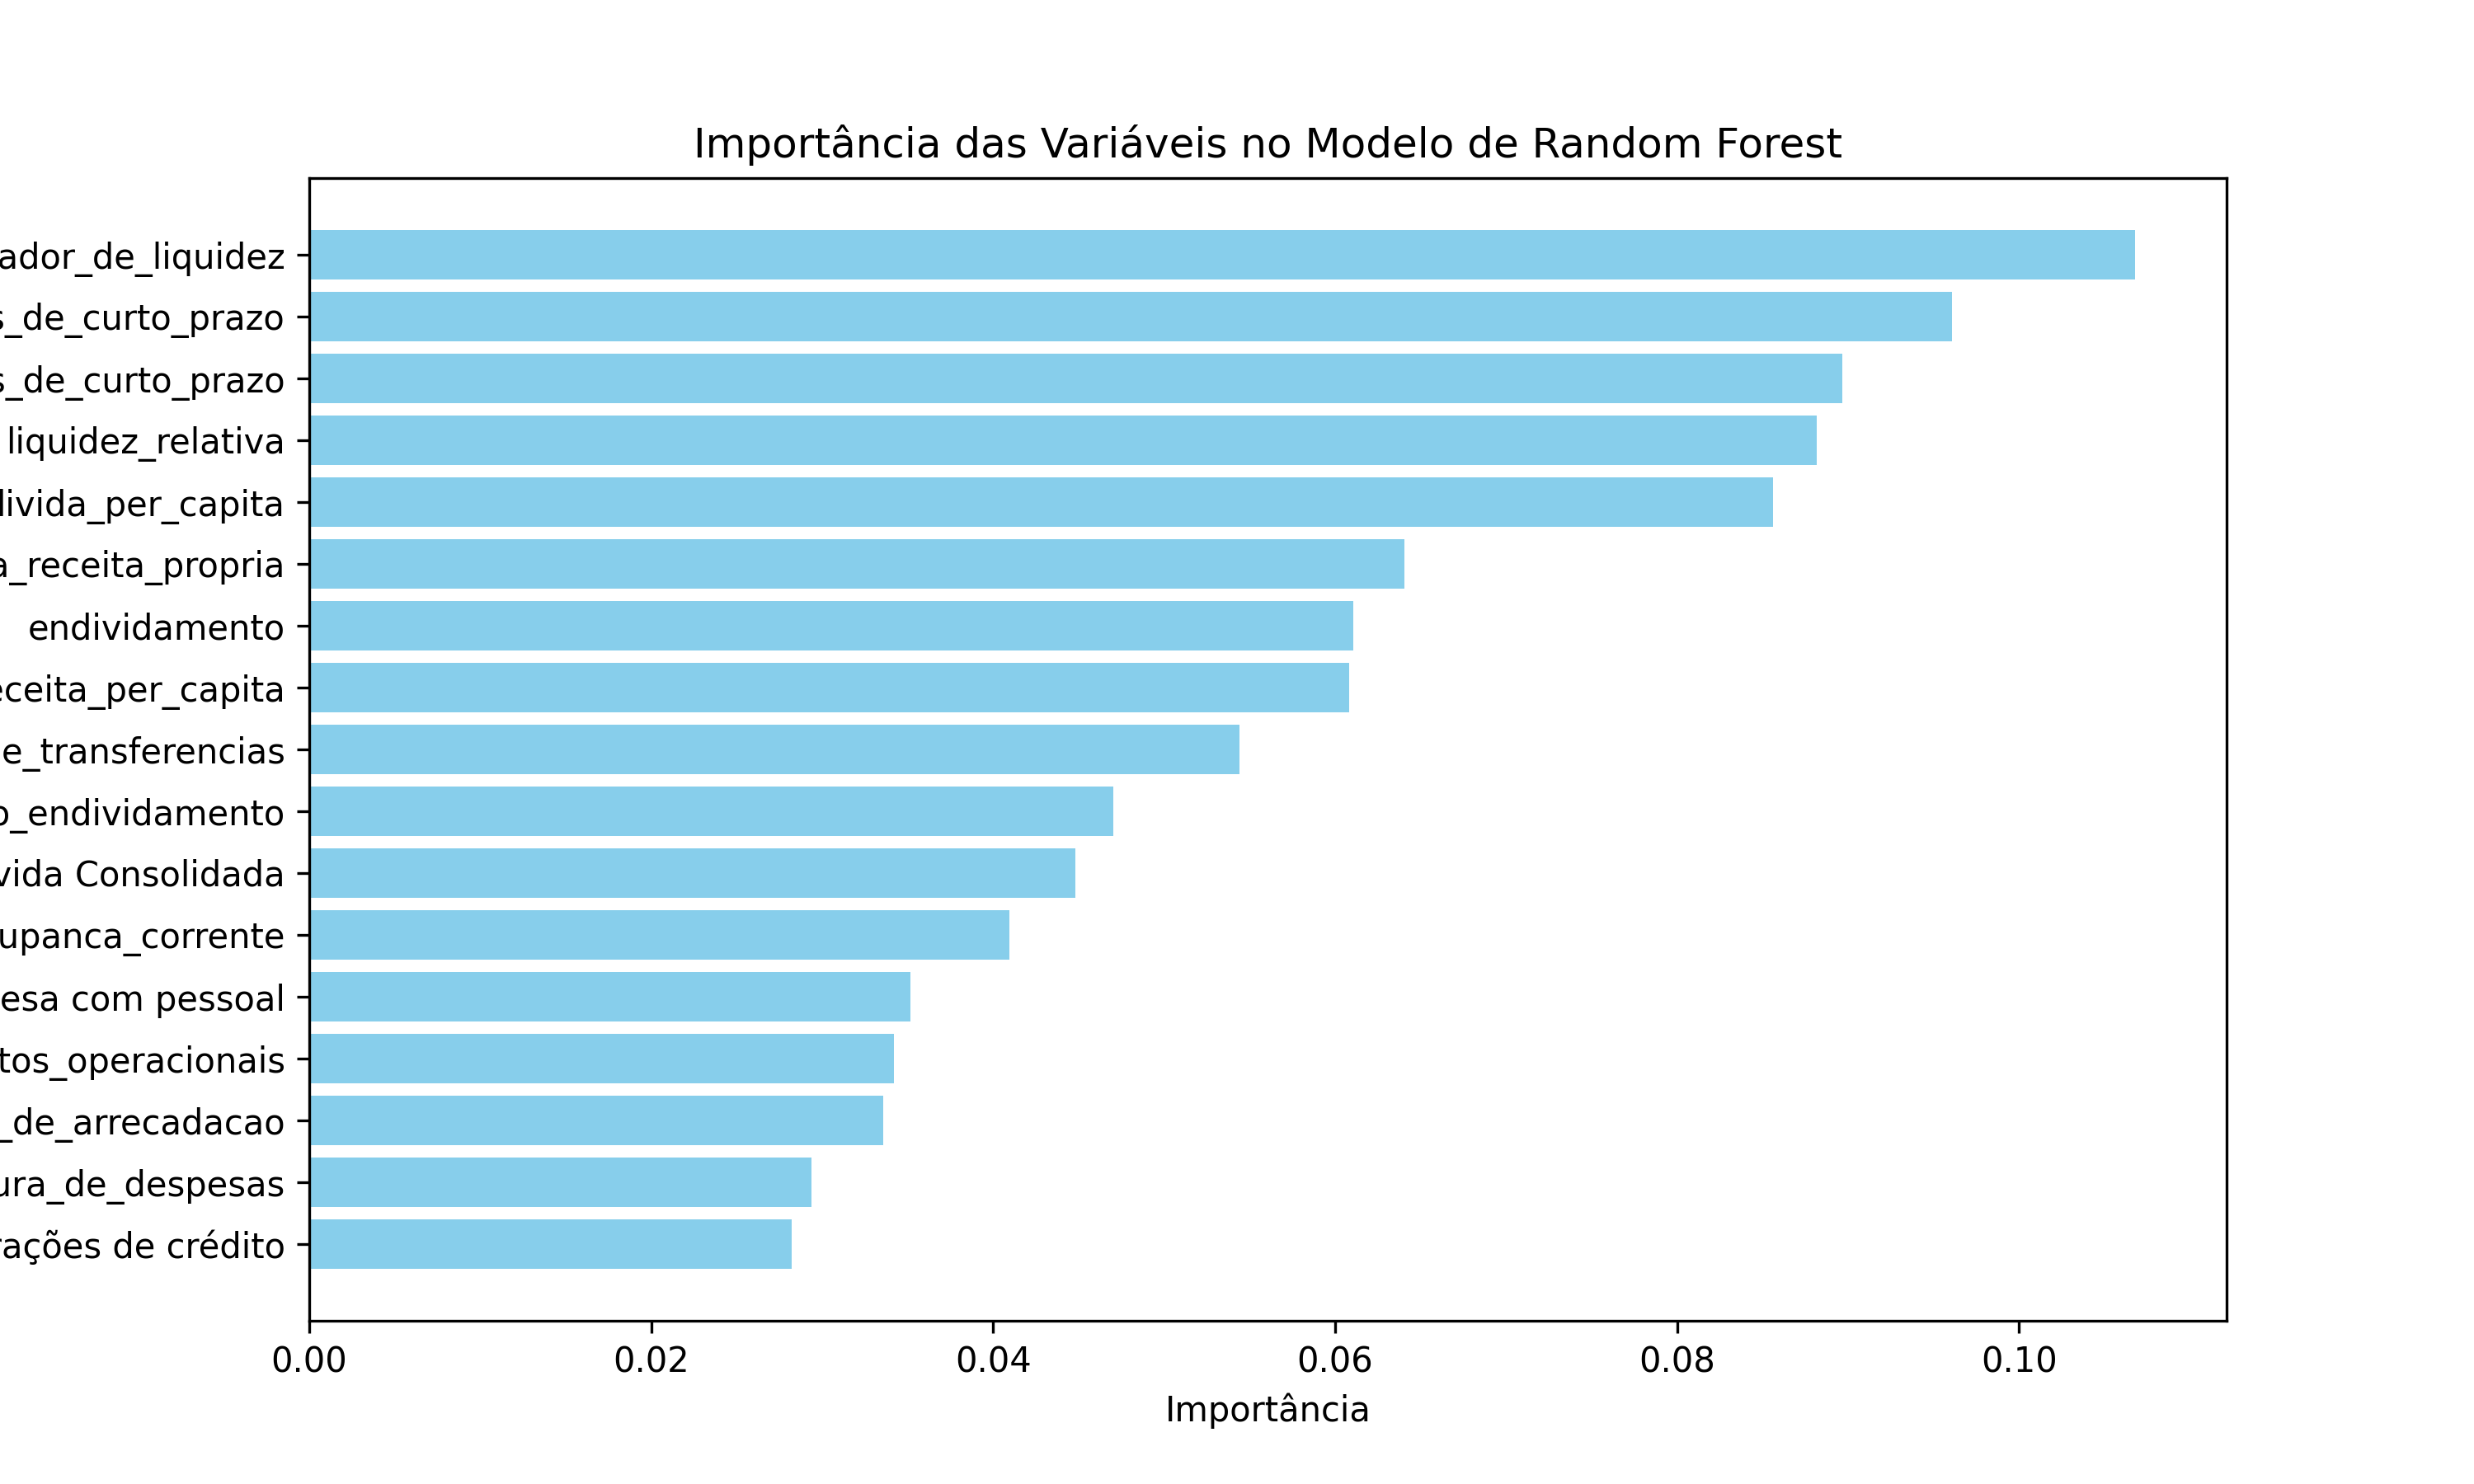 Importância das Variáveis no Modelo de Random Forest
ador_de_liquidez
s_de_curto_prazo
s_de_curto_prazo
liquidez_relativa
livida_per_capita
a_receita_propria
endividamento
eceita_per_capita
e_transferencias
o_endividamento
vida Consolidada
upanca_corrente
esa com pessoal
tos_operacionais
_de_arrecadacao
ura_de_despesas
rações de crédito
0.00 0.02 0.04 0.06 0.08 0.10
Importância